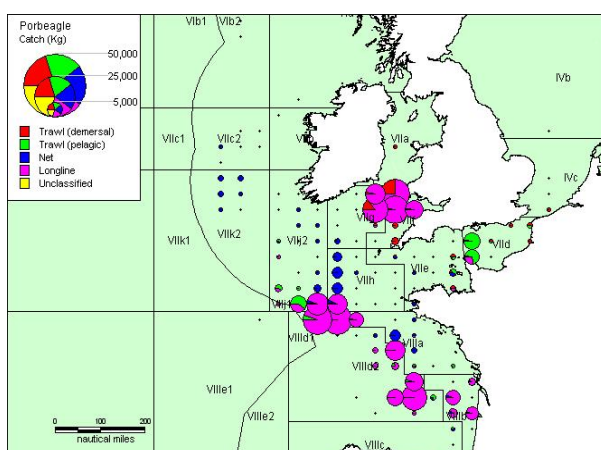 Porbeagle
Catch (Kg)
50,000
25,000
5,000
Trawl (demersal)
Trawl (pelagic)
Net
Longline
Unclassified
VIb1
VIb2
IVb
VIIc1
VIIc2
VIIa
IVc
VIIg
VIIk1
VIIk2
VIIj2
VIId
VIIe
VIIh
VIIj1
VIIId1
VIIIa
VIIId2
VIIIe1
VIIIe2
VIIIb
VIIIc
0 100 200
nautical miles